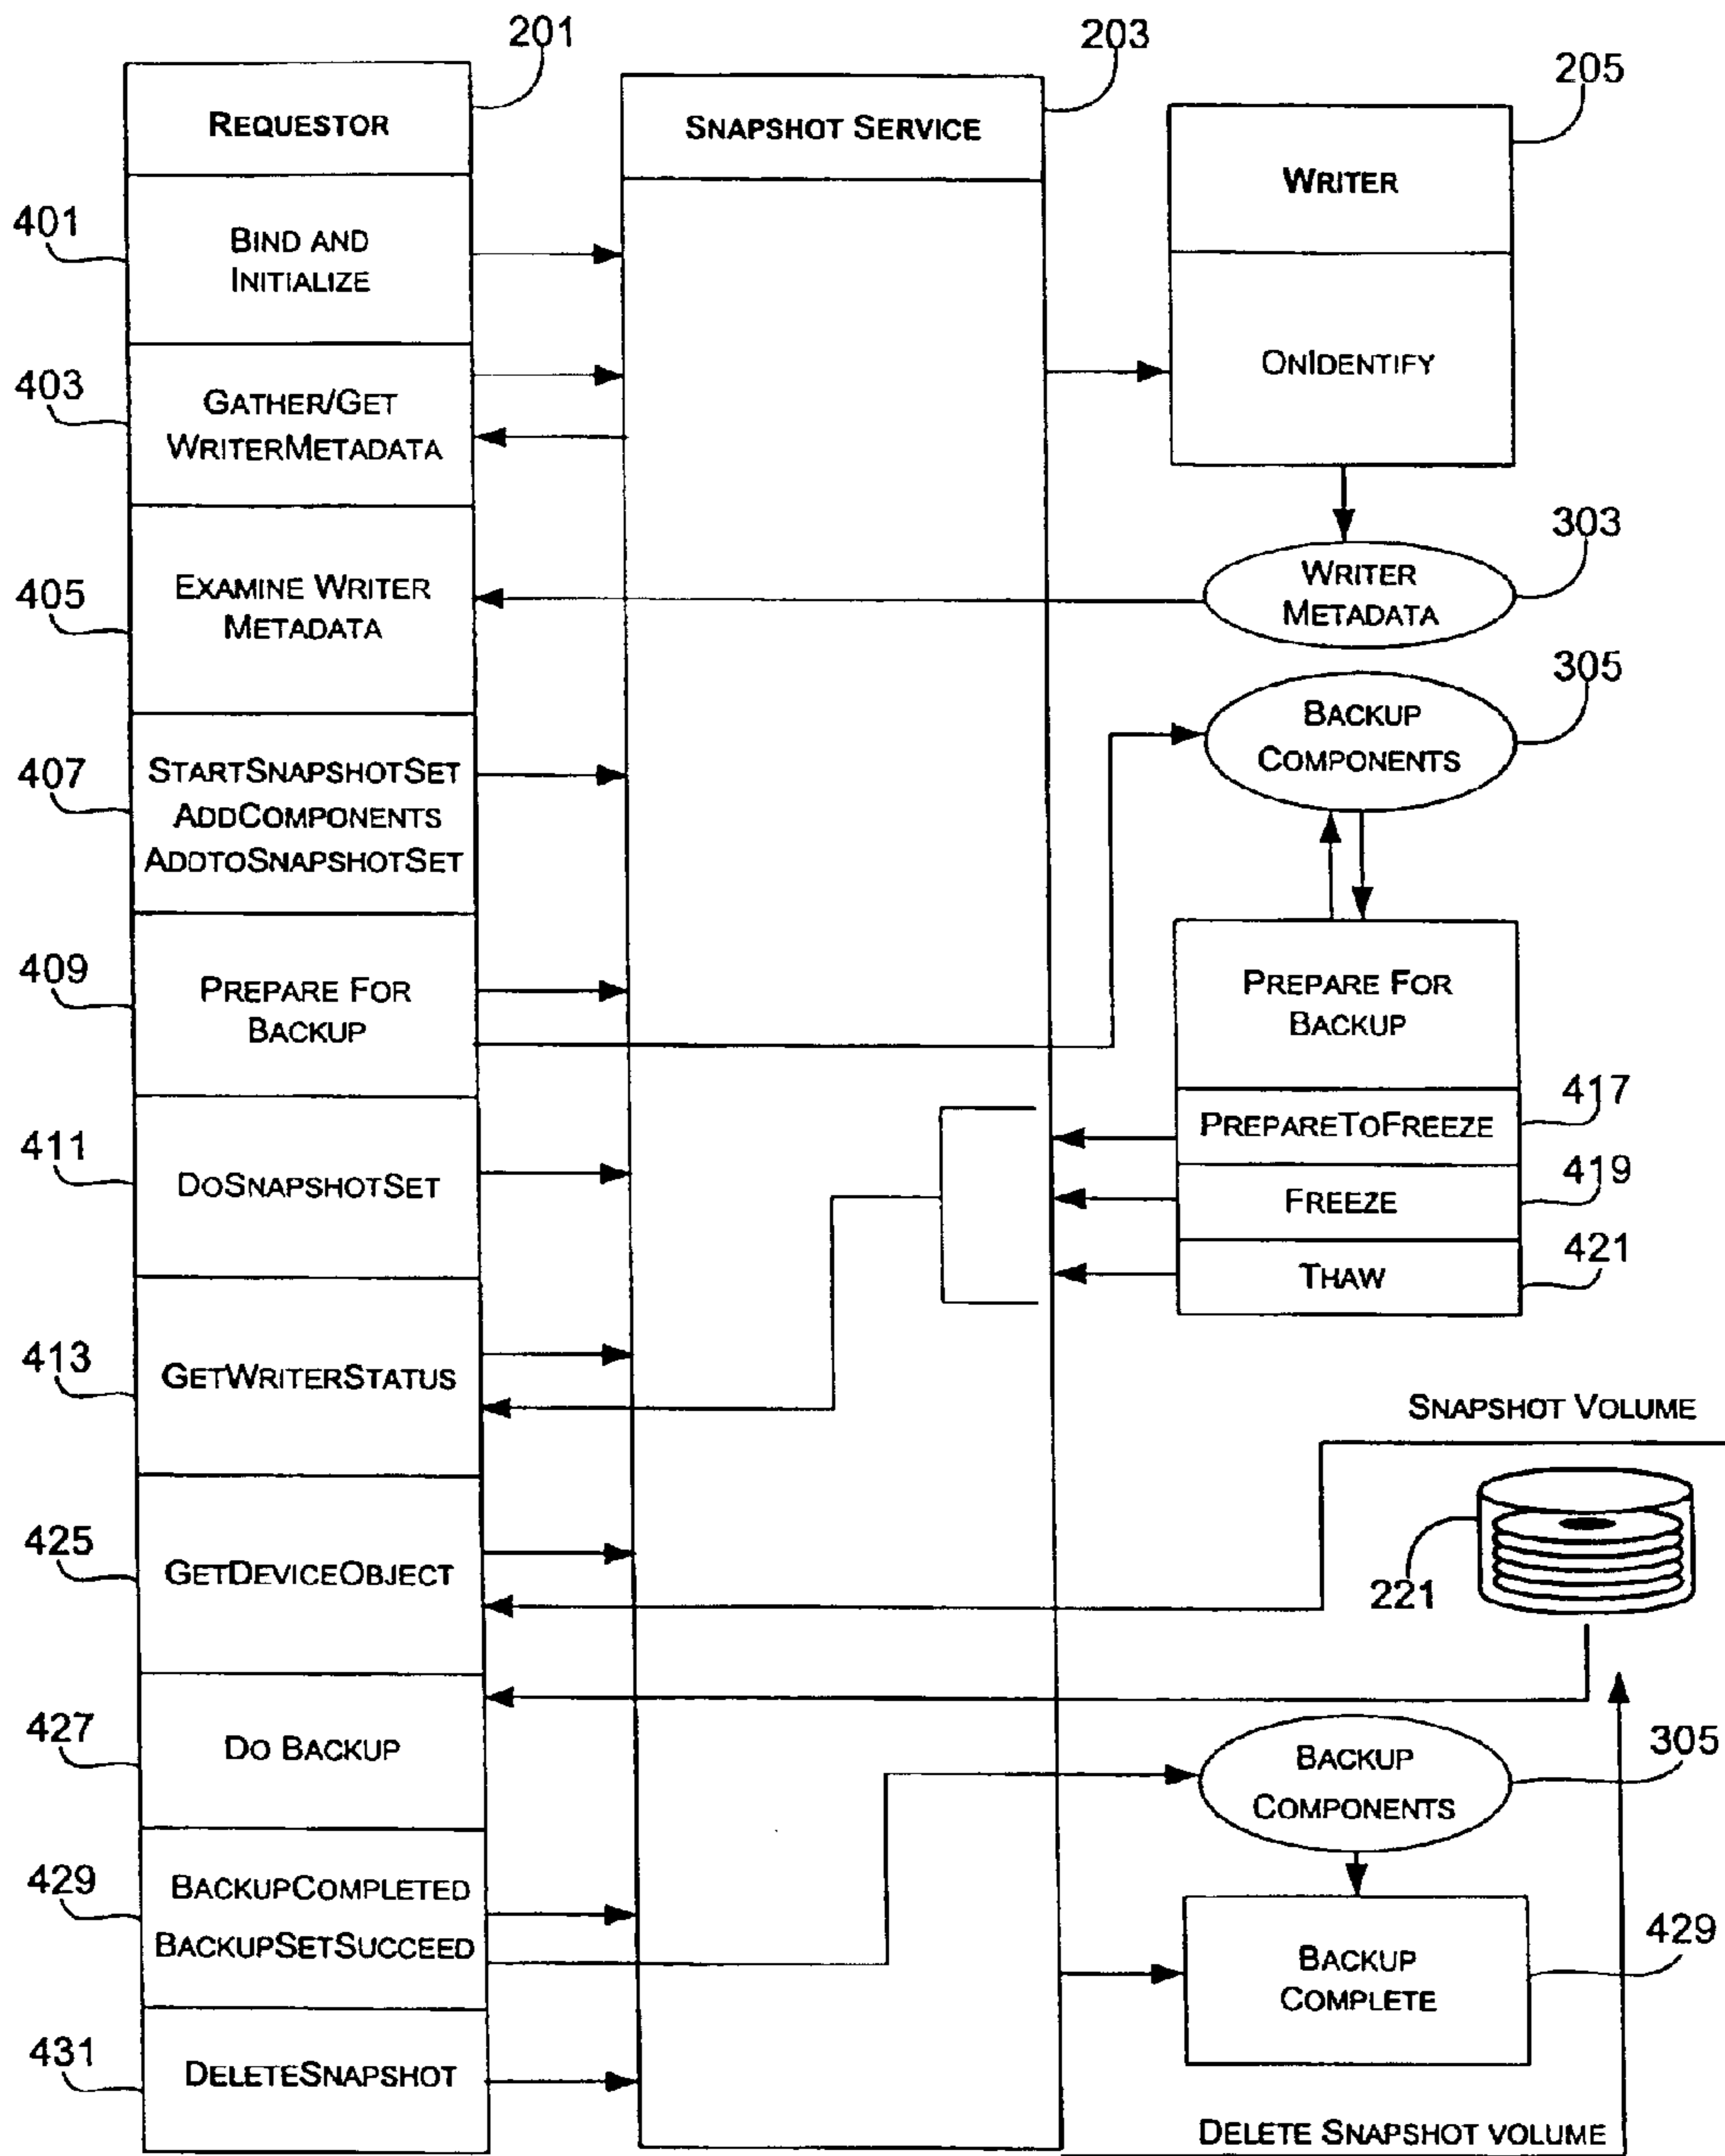 201
203
205
REQUESTOR
SNAPSHOT SERVICE
WRITER
401
BIND AND
INITIALIZE
ONIDENTIFY
403
GATHER/GET
WRITERMETADATA
303
WRITER
METADATA
405
EXAMINE WRITER
METADATA
305
BACKUP
COMPONENTS
407
STARTSNAPSHOTSET
ADDCOMPONENTS
ADDTOSNAPSHOTSET
409
PREPARE FOR
BACKUP
PREPARE FOR
BACKUP
417
PREPARETOFREEZE
411
DOSNAPSHOTSET
419
FREEZE
421
THAW
413
GETWRITERSTATUS
SNAPSHOT VOLUME
221
425
GETDEVICEOBJECT
427
DO BACKUP
305
BACKUP
COMPONENTS
429
BACKUPCOMPLETED
BACKUPSETSUCCEED
429
BACKUP
COMPLETE
431
DELETESNAPSHOT
DELETE SNAPSHOT VOLUME